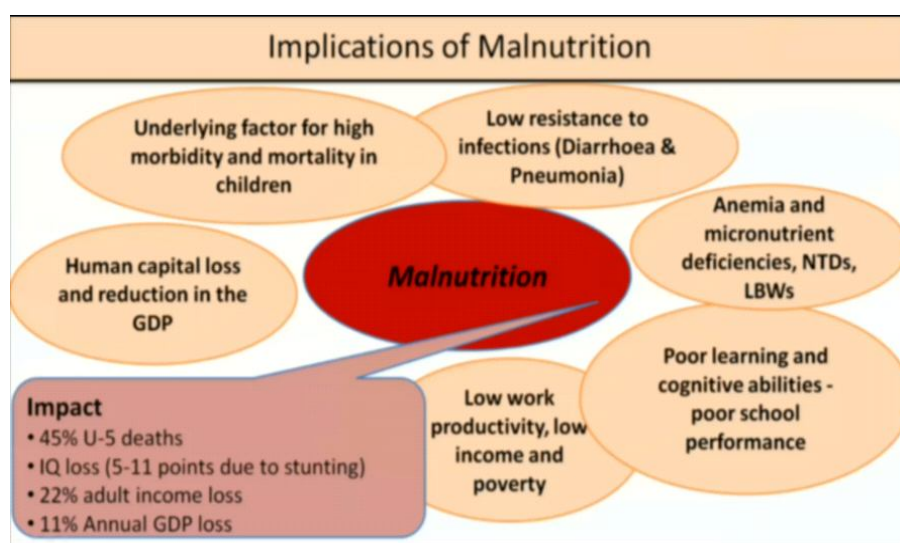 Implications of Malnutrition
Underlying factor for high
morbidity and mortality in
children
Low resistance to
infections (Diarrhoea &
Pneumonia)
Anemia and
micronutrient
deficiencies, NTDs,
LBWs
Human capital loss
and reduction in the
GDP
Malnutrition
Poor learning and
cognitive abilities -
poor school
performance
Low work
productivity, low
income and
poverty
Impact
• 45% U-5 deaths
• IQ loss (5-11 points due to stunting)
• 22% adult income loss
• 11% Annual GDP loss